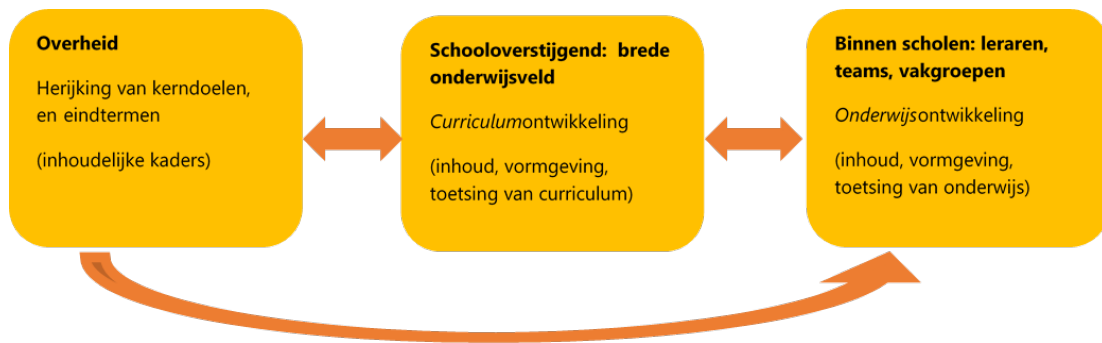 Overheid
Herijking van kerndoelen,
en eindtermen
(inhoudelijke kaders)
Schooloverstijgend:  brede
onderwijsveld
Curriculumontwikkeling
(inhoud, vormgeving,
toetsing van curriculum)
Binnen scholen: leraren,
teams, vakgroepen
Onderwijsontwikkeling
(inhoud, vormgeving,
toetsing van onderwijs)